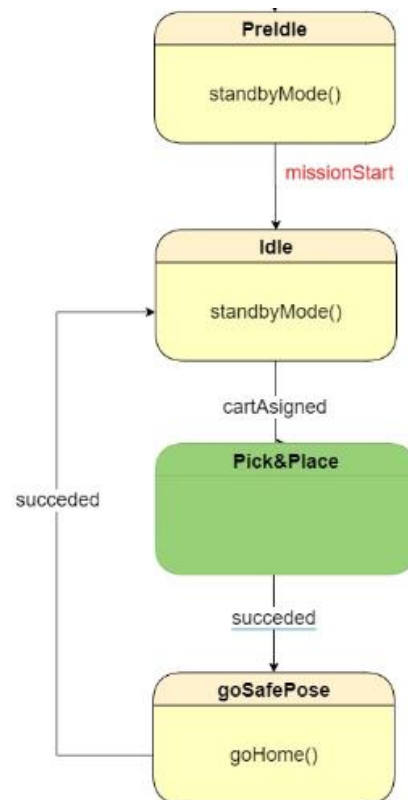 PreIdle
standbyMode()
missionStart
Idle
standbyMode()
cartAsigned
Pick&Place
succeded
succeded
goSafePose
goHome()